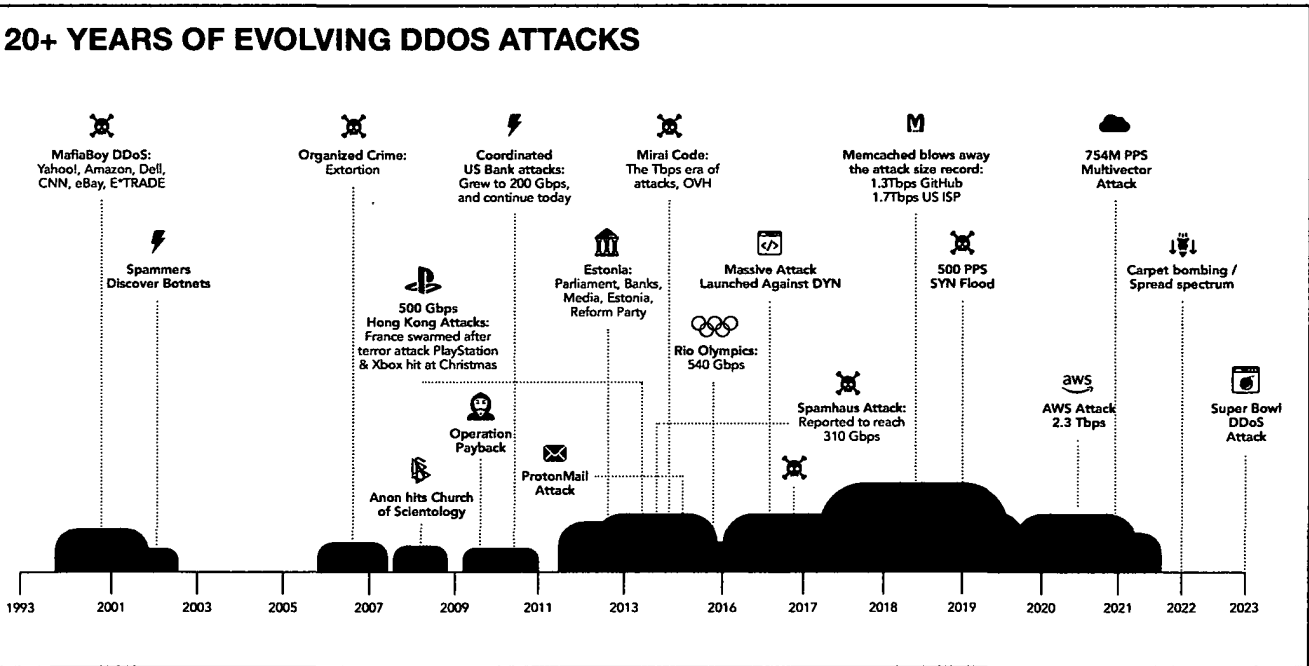 20+ YEARS OF EVOLVING DDOS ATTACKS
MafiaBoy DDoS:
Yahoo!, Amazon, Dell,
CNN, eBay, E*TRADE
Organized Crime:
Extortion
Coordinated
US Bank attacks:
Grew to 200 Gbps,
and continue today
Mirai Code:
The Tbps era of
attacks, OVH
Memcached blows away
the attack size record:
1.3Tbps GitHub
1.7Tbps US ISP
754M PPS
Multivector
Attack
Spammers
Discover Botnets
500 Gbps
Hong Kong Attacks:
France swarmed after
terror attack PlayStation
& Xbox hit at Christmas
Estonia:
Parliament, Banks,
Media, Estonia,
Reform Party
Massive Attack
Launched Against DYN
500 PPS
SYN Flood
Carpet bombing /
Spread spectrum
Rio Olympics:
540 Gbps
Operation
Payback
Spamhaus Attack:
Reported to reach
310 Gbps
aws
AWS Attack
2.3 Tbps
Super Bowl
DDoS
Attack
Anon hits Church
of Scientology
ProtonMail
Attack
1993 2001 2003 2005 2007 2009 2011 2013 2016 2017 2018 2019 2020 2021 2022 2023